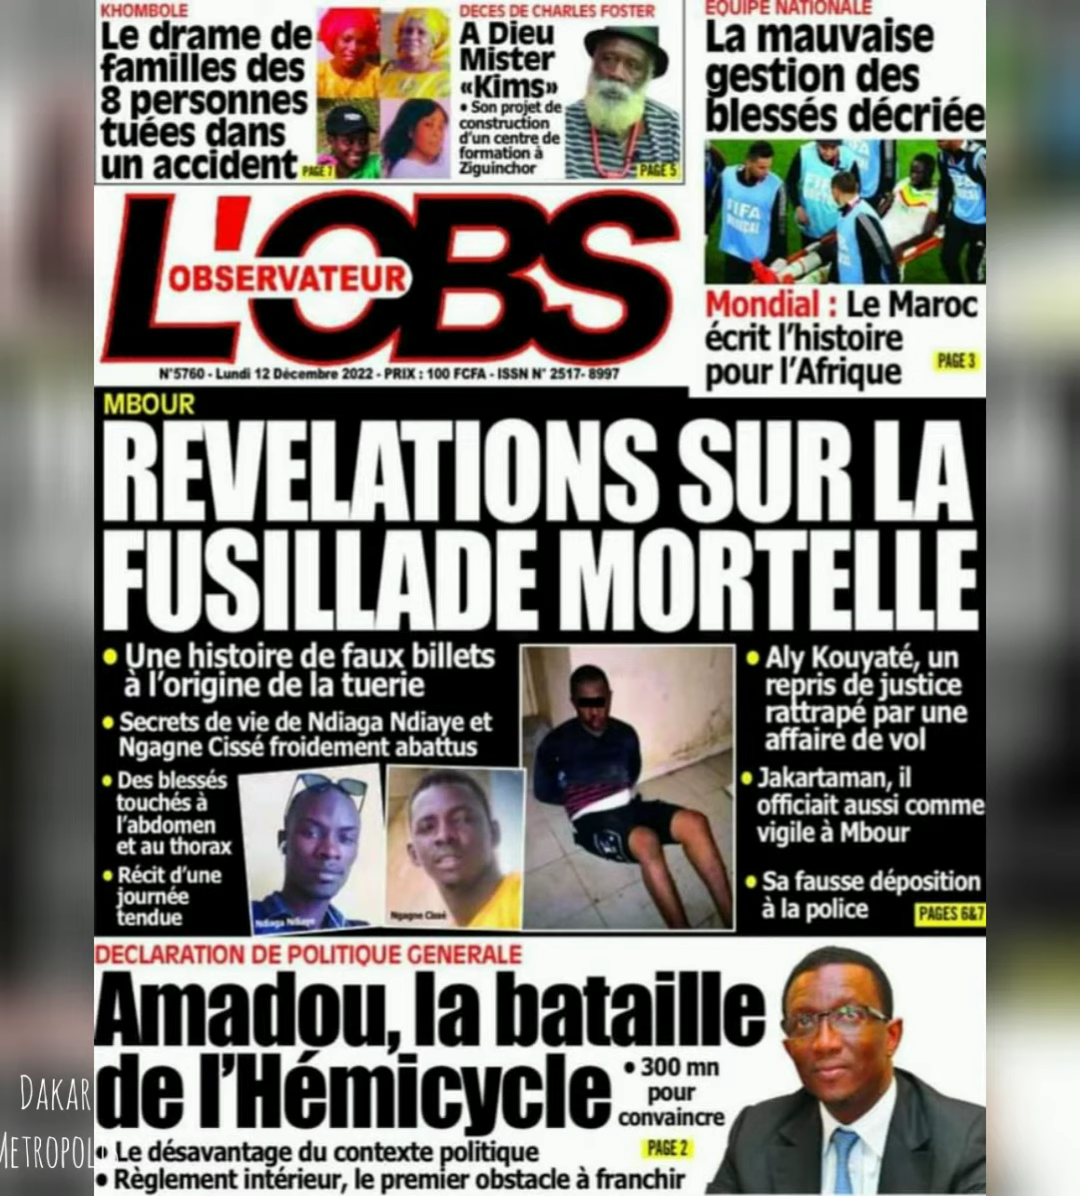 KHOMBOLE
Le drame de
familles des
8 personnes
tuées dans
un accident
PAGE 7
DECES DE CHARLES FOSTER
A Dieu
Mister
«Kims»
• Son projet de
construction
d'un centre de
formation à
Ziguinchor
PAGE 5
EQUIPE NATIONALE
La mauvaise
gestion des
blessés décriée
FIFA
Mondial : Le Maroc
écrit l'histoire
pour l'Afrique
PAGE 3
L'OBS
OBSERVATEUR
N°5760 - Lundi 12 Décembre 2022 - PRIX : 100 FCFA - ISSN N° 2517- 8997
MBOUR
REVELATIONS SUR LA
FUSILLADE MORTELLE
• Une histoire de faux billets
à l'origine de la tuerie
• Secrets de vie de Ndiaga Ndiaye et
Ngagne Cissé froidement abattus
• Des blessés
touchés à
l'abdomen
et au thorax
• Récit d'une
journée
tendue
Ndiaga Ndiaye
Ngagne Cissé
• Aly Kouyaté, un
repris de justice
rattrapé par une
affaire de vol
• Jakartaman, il
officiait aussi comme
vigile à Mbour
• Sa fausse déposition
à la police
PAGES 6&7
DECLARATION DE POLITIQUE GENERALE
Amadou, la bataille
de l'Hémicycle
• 300 mn
pour
convaincre
PAGE 2
• Le désavantage du contexte politique
• Règlement intérieur, le premier obstacle à franchir
DAKAR
METROPOL